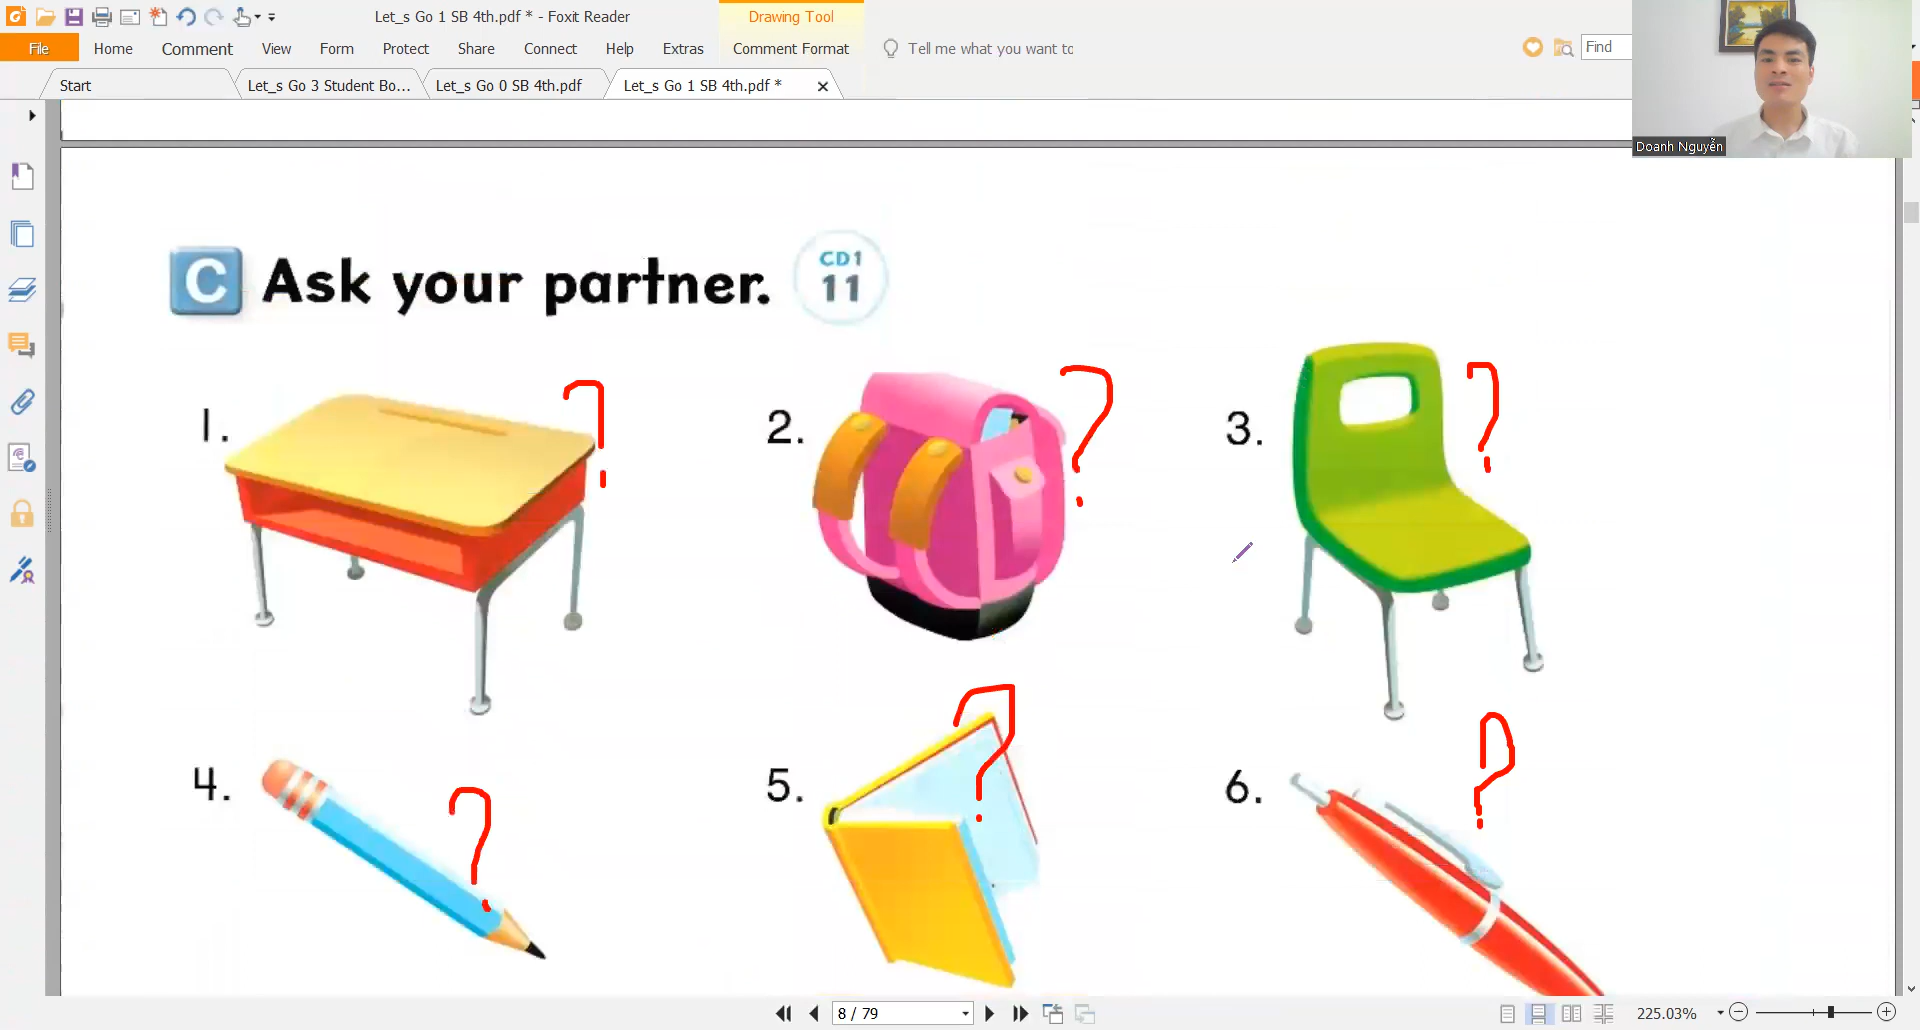 Let_s Go 1 SB 4th.pdf * - Foxit Reader
Drawing Tool
File
Home
Comment
View
Form
Protect
Share
Connect
Help
Extras
Comment Format
Tell me what you want to
Find
Start
Let_s Go 3 Student Bo...
Let_s Go 0 SB 4th.pdf
Let_s Go 1 SB 4th.pdf *
Doanh Nguyễn
C Ask your partner.
CD1
11
1. ?
2. ?
3. ?
4. ?
5. ?
6. ?
8 / 79
225.03%